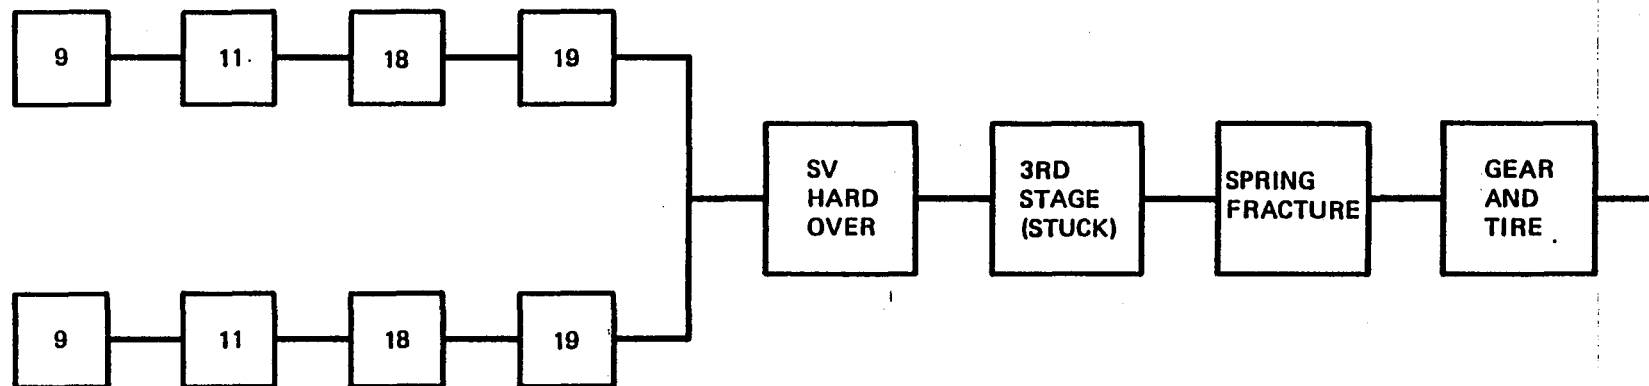 9
11
18
19
SV
HARD
OVER
3RD
STAGE
(STUCK)
SPRING
FRACTURE
GEAR
AND
TIRE
9
11
18
19